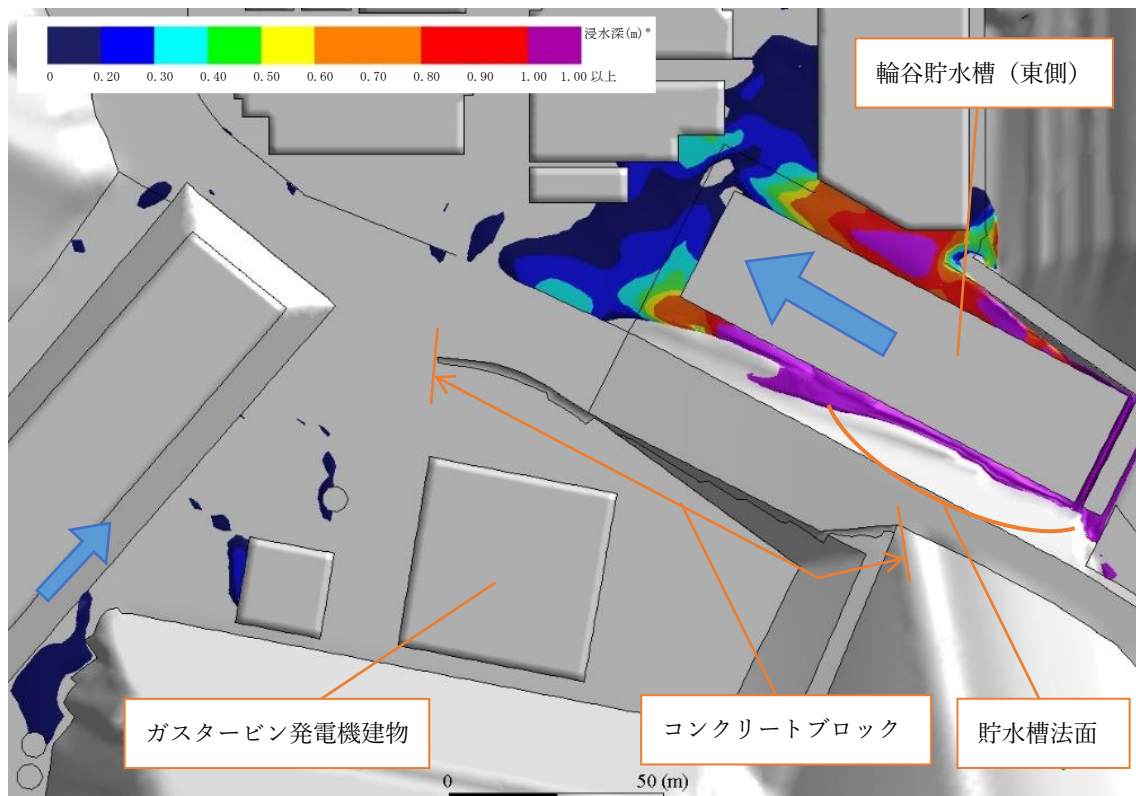 浸水深(m)*
0 0.20 0.30 0.40 0.50 0.60 0.70 0.80 0.90 1.00 1.00 以上
輪谷貯水槽（東側）
ガスタービン発電機建物
コンクリートブロック
貯水槽法面
0 50 (m)